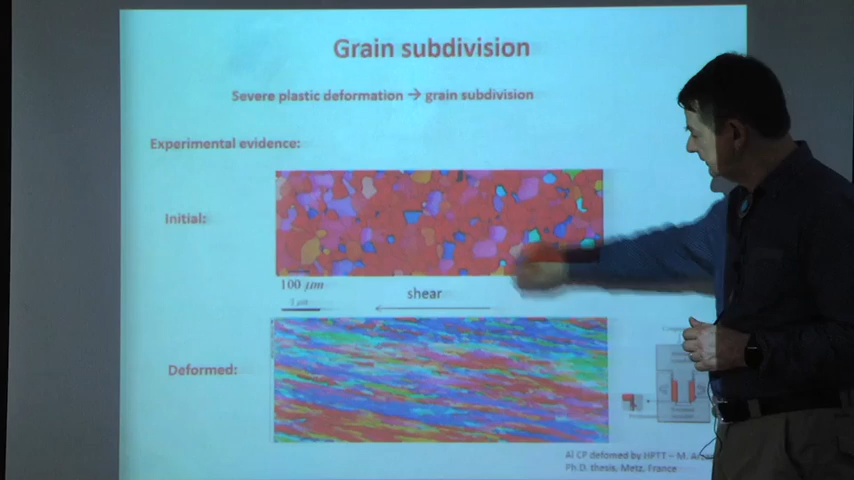 Grain subdivision
Severe plastic deformation → grain subdivision
Experimental evidence:
Initial:
100 μm
shear
Deformed:
Al CP deformed by HPTT – M.
Ph.D. thesis, Metz, France